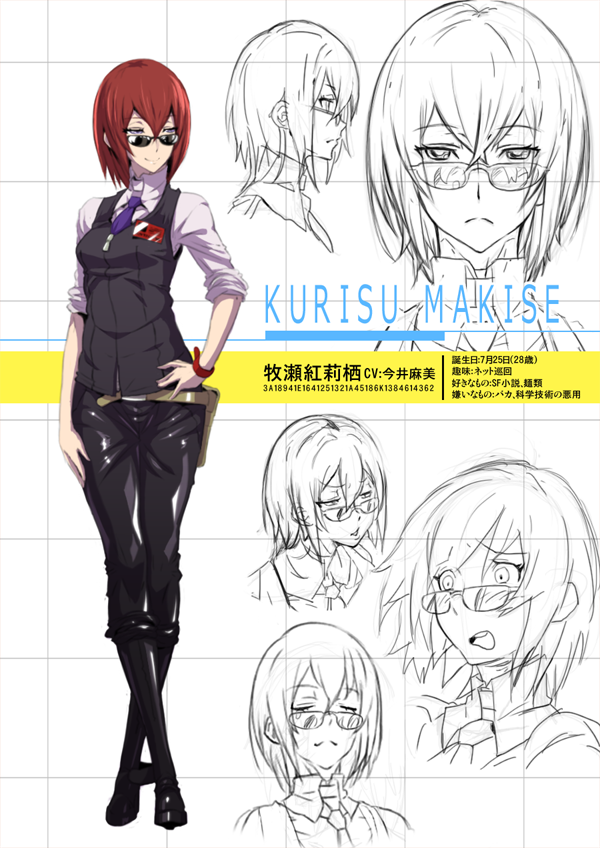 KURISU MAKISE
牧瀬紅莉栖 CV:今井麻美
3A18941E1641251321A45186K1384614362
誕生日:7月25日(28歳)
趣味:ネット巡回
好きなもの:SF小説、麺類
嫌いなもの:バカ、科学技術の悪用